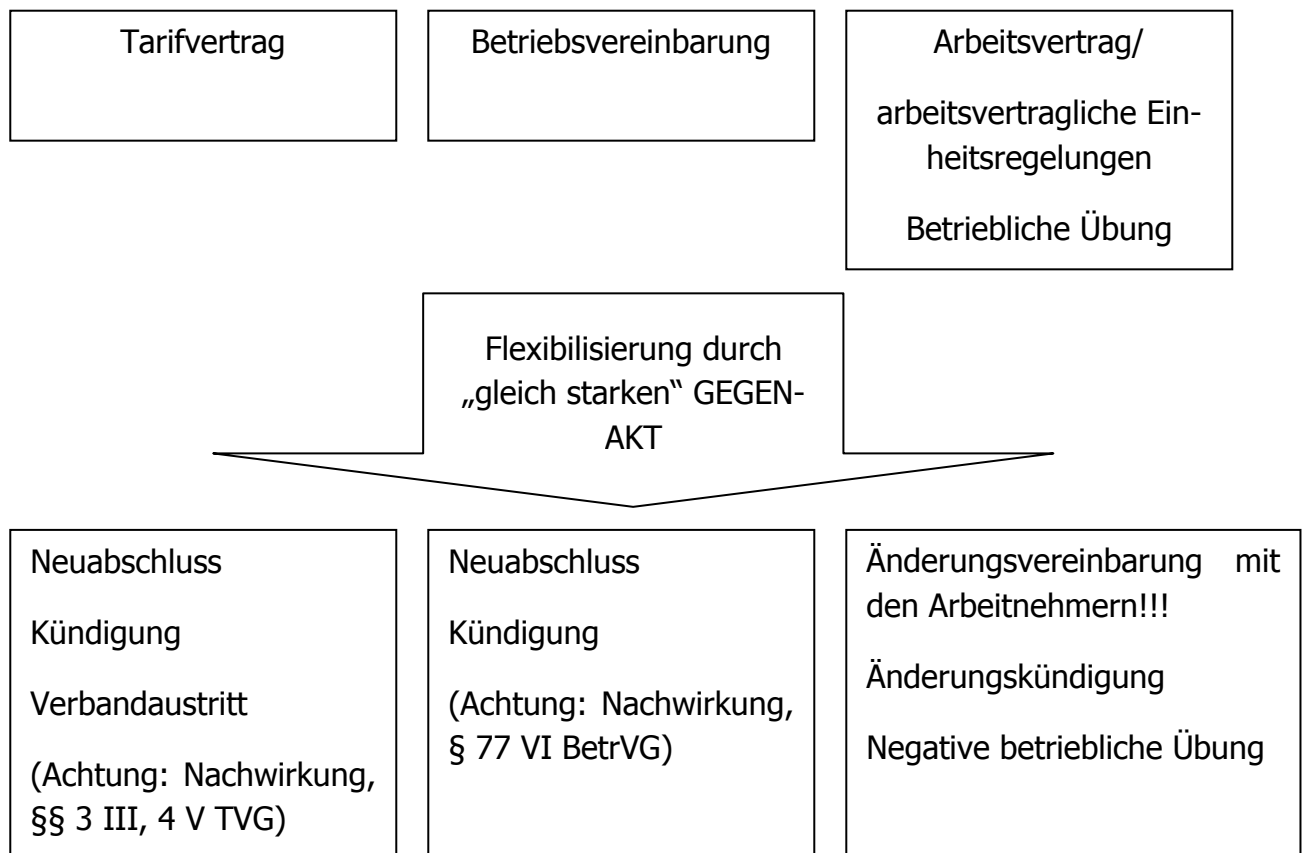 Tarifvertrag
Betriebsvereinbarung
Arbeitsvertrag/
arbeitsvertragliche Ein-
heitsregelungen
Betriebliche Übung
Flexibilisierung durch
„gleich starken“ GEGEN-
AKT
Neuabschluss
Kündigung
Verbandaustritt
(Achtung: Nachwirkung,
§§ 3 III, 4 V TVG)
Neuabschluss
Kündigung
(Achtung: Nachwirkung,
§ 77 VI BetrVG)
Änderungsvereinbarung mit
den Arbeitnehmern!!!
Änderungskündigung
Negative betriebliche Übung